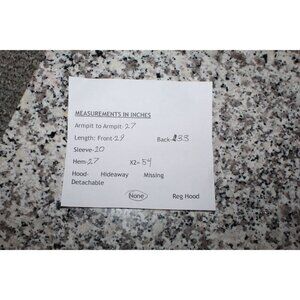 MEASUREMENTS IN INCHES
Armpit to Armpit-27
Length: Front-29 Back-33
Sleeve-20
Hem-27 X2=54
Hood- Hideaway Missing
Detachable
None Reg Hood